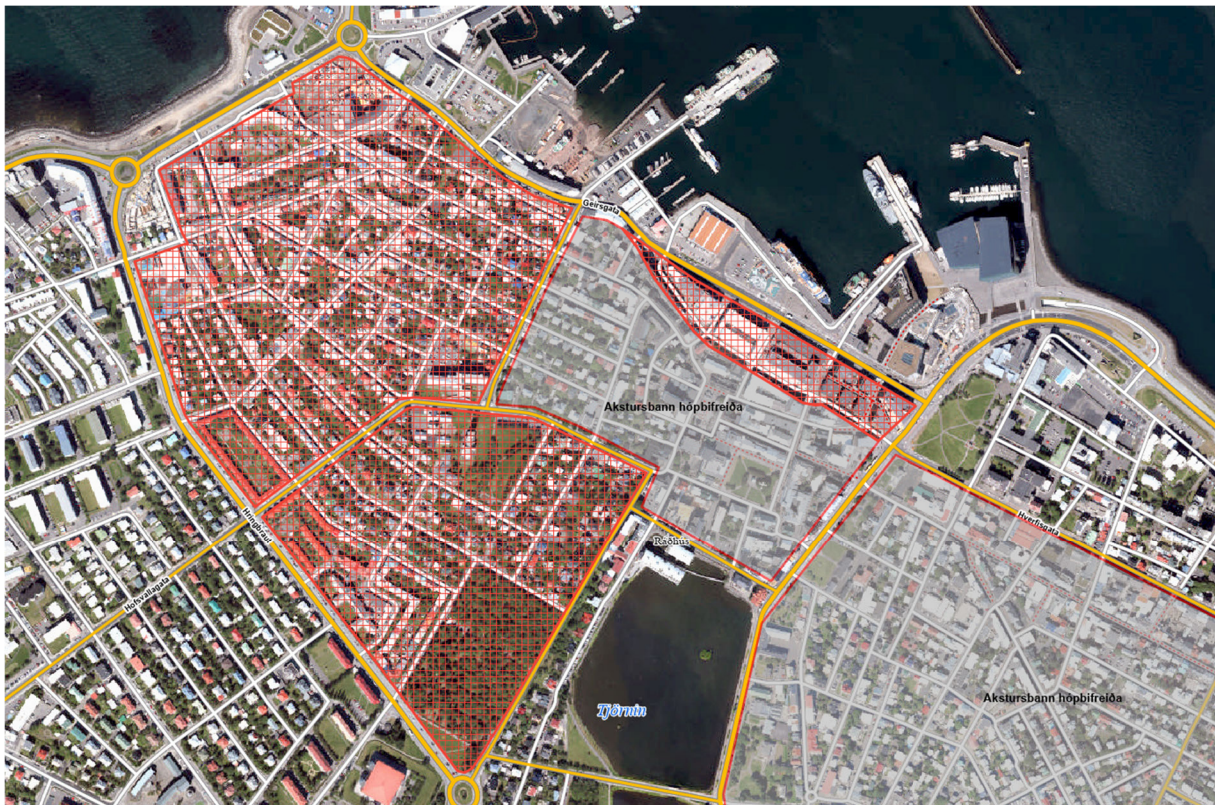 Geirsgata
Akstursbann hópbifreiða
Hverfisgata
Hringbraut
Ráðhús
Hofsvallagata
Akstursbann hópbifreiða
Tjörnin